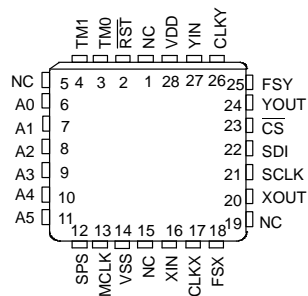 TM1 TM0 RST NC VDD YIN CLKY
4 3 2 1 28 27 26
NC 5 25 FSY
A0 6 24 YOUT
A1 7 23 CS
A2 8 22 SDI
A3 9 21 SCLK
A4 10 20 XOUT
A5 11 19 NC
12 13 14 15 16 17 18
SPS MCLK VSS NC XIN CLKX FSX